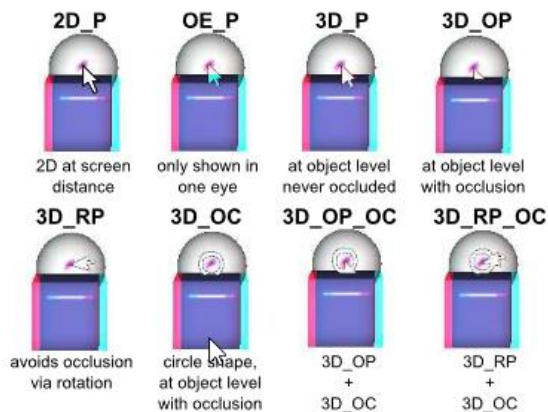 2D_P OE_P 3D_P 3D_OP
2D at screen only shown in at object level at object level
distance one eye never occluded with occlusion
3D_RP 3D_OC 3D_OP_OC 3D_RP_OC
avoids occlusion circle shape, 3D_OP 3D_RP
via rotation at object level + +
with occlusion 3D_OC 3D_OC